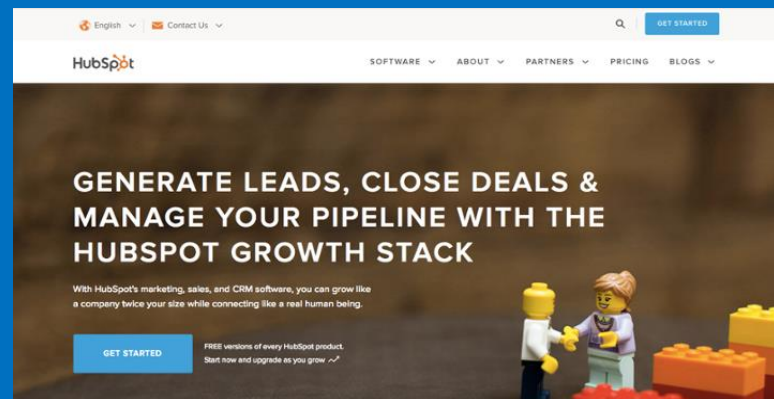 English
Contact Us
GET STARTED
HubSpot
SOFTWARE
ABOUT
PARTNERS
PRICING
BLOGS
GENERATE LEADS, CLOSE DEALS &
MANAGE YOUR PIPELINE WITH THE
HUBSPOT GROWTH STACK
With HubSpot's marketing, sales, and CRM software, you can grow like
a company twice your size while connecting like a real human being.
GET STARTED
FREE versions of every HubSpot product.
Start now and upgrade as you grow